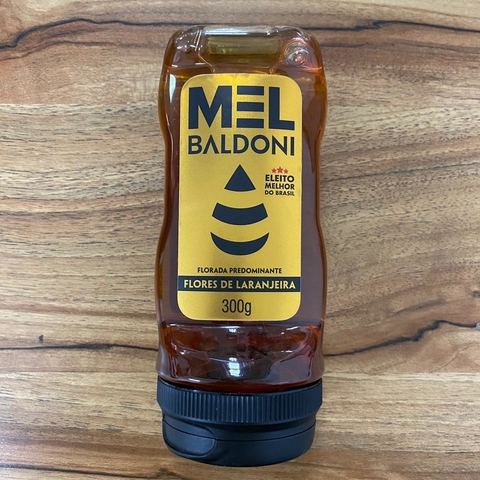 MEL
BALDONI
ELEITO
MELHOR
DO BRASIL
FLORADA PREDOMINANTE
FLORES DE LARANJEIRA
300g